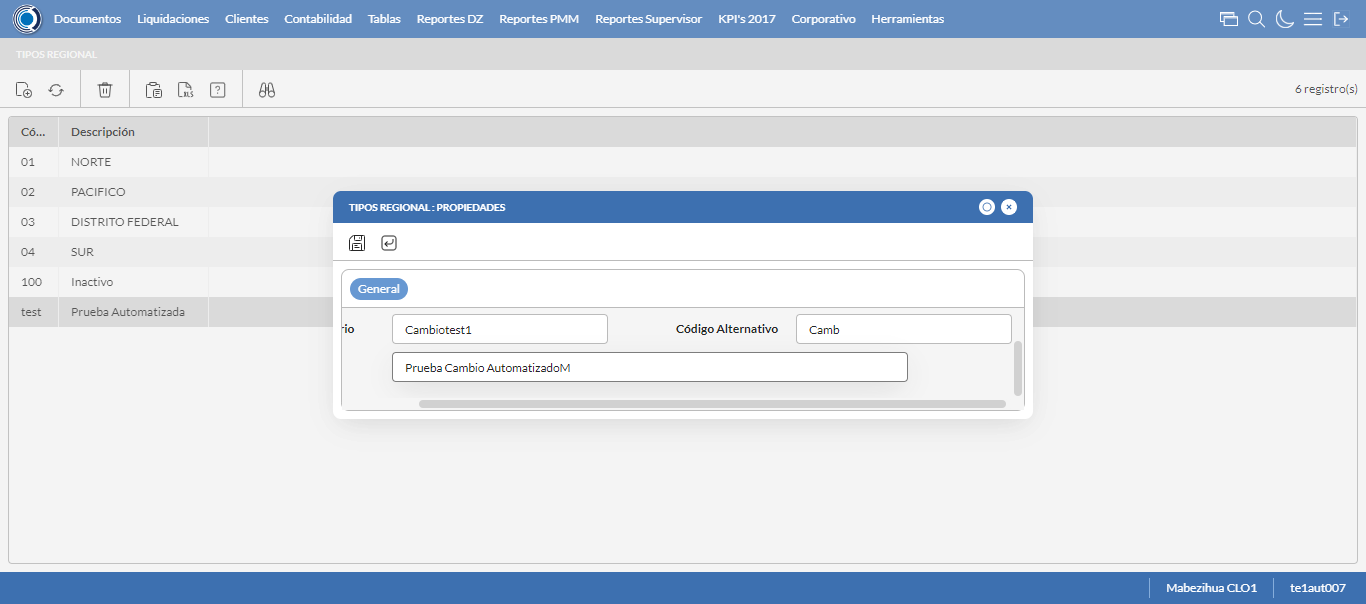 Documentos Liquidaciones Clientes Contabilidad Tablas Reportes DZ Reportes PMM Reportes Supervisor KPI's 2017 Corporativo Herramientas
TIPOS REGIONAL
XLS ? 6 registro(s)
Có... Descripción
01 NORTE
02 PACIFICO
03 DISTRITO FEDERAL
04 SUR
100 Inactivo
test Prueba Automatizada
TIPOS REGIONAL : PROPIEDADES
General
rio Cambiotest1 Código Alternativo Camb
Prueba Cambio AutomatizadoM
Mabezihua CLO1 te1aut007